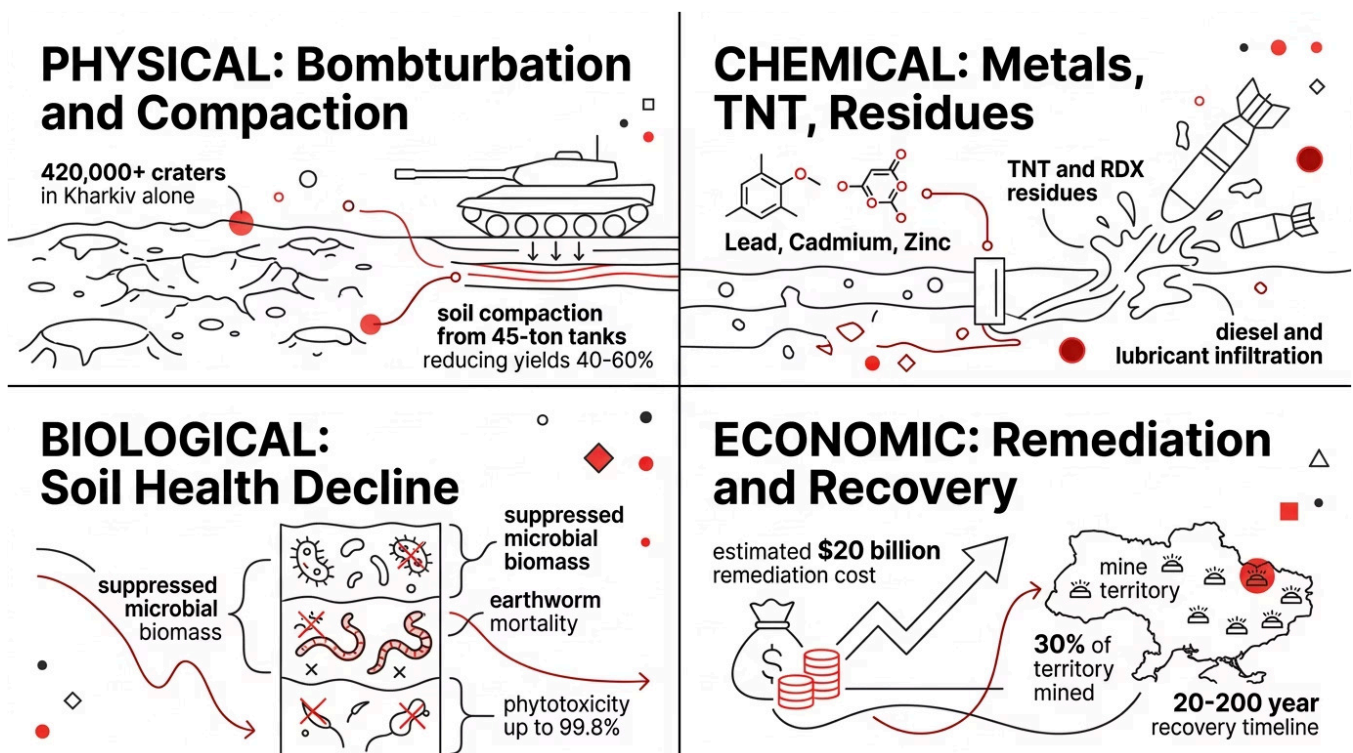 PHYSICAL: Bombturbation
and Compaction
420,000+ craters
in Kharkiv alone
soil compaction
from 45-ton tanks
reducing yields 40-60%
CHEMICAL: Metals,
TNT, Residues
Lead, Cadmium, Zinc
TNT and RDX
residues
diesel and
lubricant infiltration
BIOLOGICAL:
Soil Health Decline
suppressed
microbial
biomass
suppressed
microbial
biomass
earthworm
mortality
phytotoxicity
up to 99.8%
ECONOMIC: Remediation
and Recovery
estimated $20 billion
remediation cost
$
mine
territory
30% of
territory
mined
20-200 year
recovery timeline